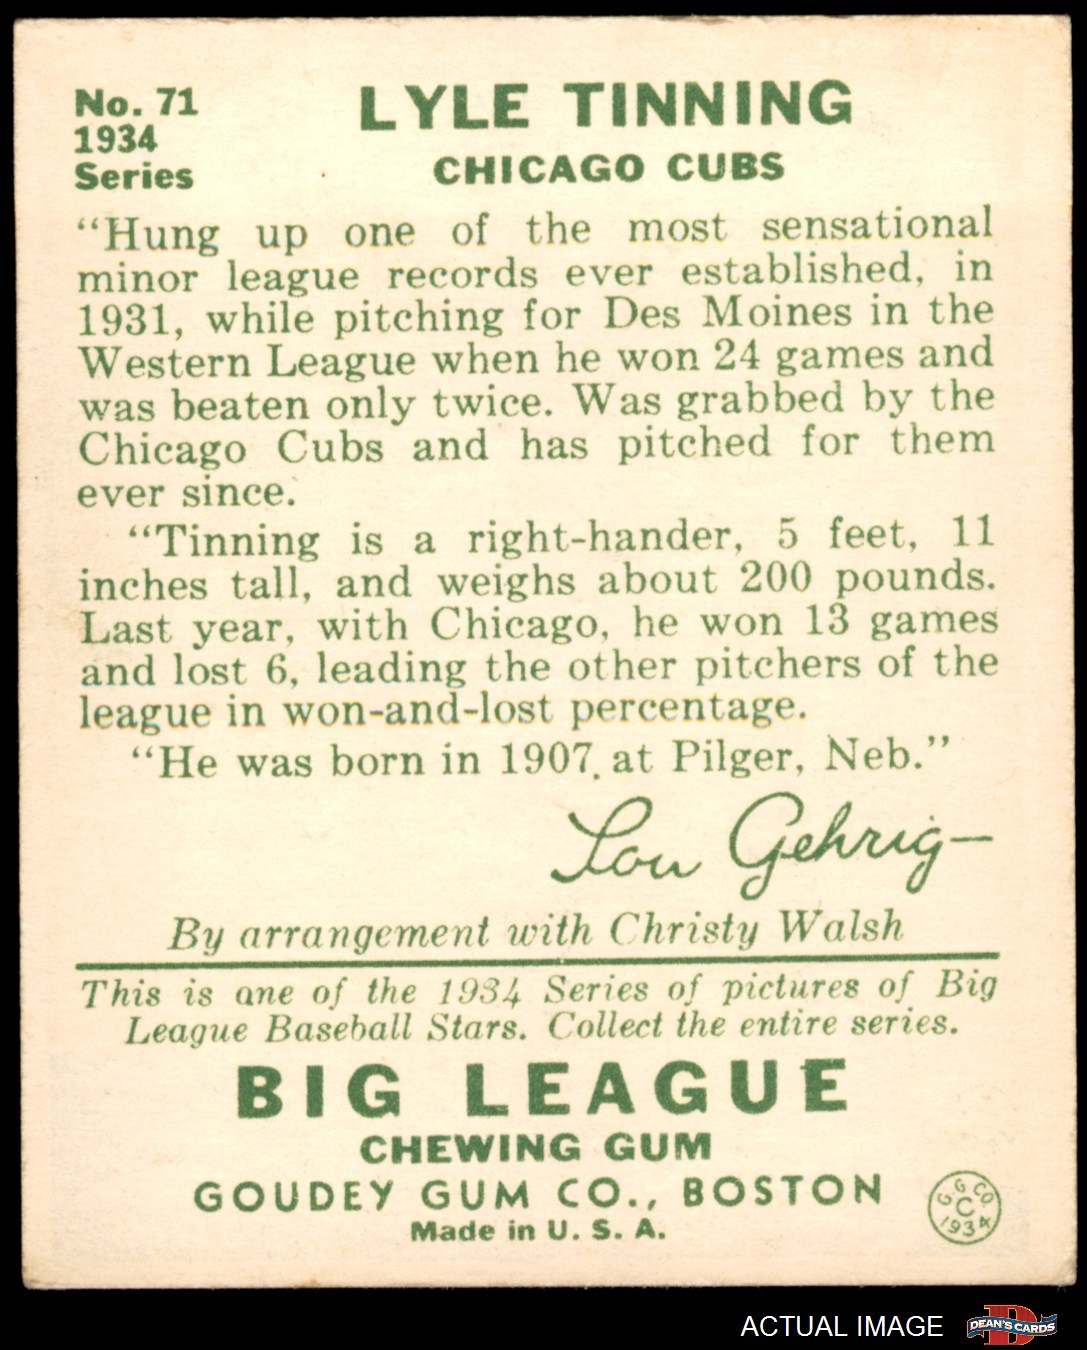 No. 71
1934
Series
LYLE TINNING
CHICAGO CUBS
“Hung up one of the most sensational
minor league records ever established, in
1931, while pitching for Des Moines in the
Western League when he won 24 games and
was beaten only twice. Was grabbed by the
Chicago Cubs and has pitched for them
ever since.
“Tinning is a right-hander, 5 feet, 11
inches tall, and weighs about 200 pounds.
Last year, with Chicago, he won 13 games
and lost 6, leading the other pitchers of the
league in won-and-lost percentage.
“He was born in 1907, at Pilger, Neb.”
Lou Gehrig
By arrangement with Christy Walsh
This is one of the 1934 Series of pictures of Big
League Baseball Stars. Collect the entire series.
BIG LEAGUE
CHEWING GUM
GOUDEY GUM CO., BOSTON
Made in U. S. A.
G. G. CO.
C
1934
ACTUAL IMAGE
D
DEAN'S CARDS